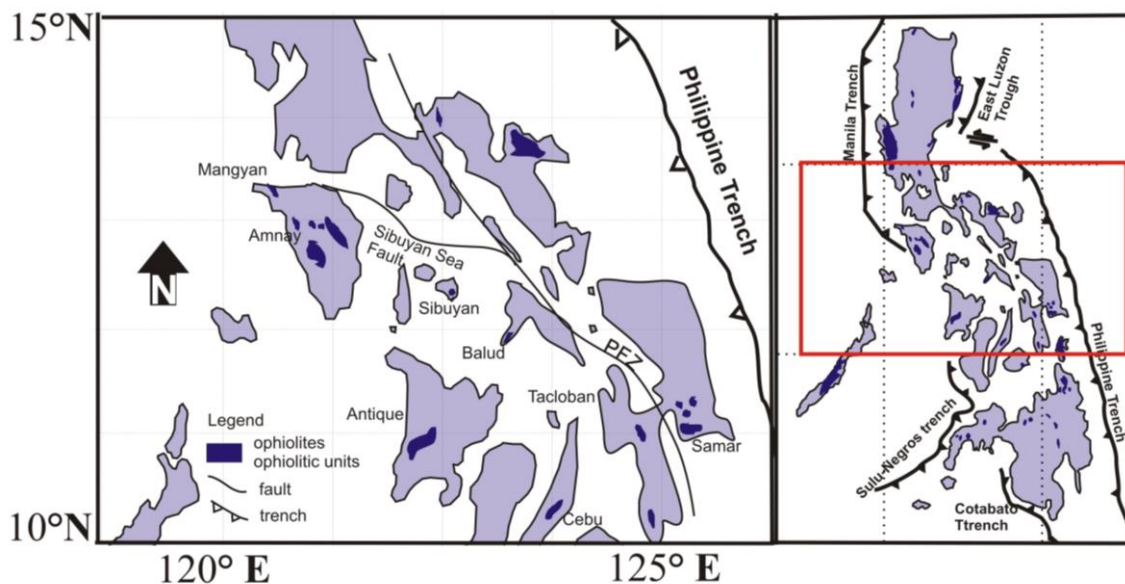 15°N
Mangyan
Amnay
Sibuyan Sea
Fault
Sibuyan
Balud
PFZ
Tacloban
Antique
Samar
Cebu
Philippine Trench
N
Legend
ophiolites
ophiolitic units
fault
trench
10°N
120° E
125° E
Manila Trench
East Luzon
Trough
Philippine Trench
Sulu-Negros trench
Cotabato
Ttrench